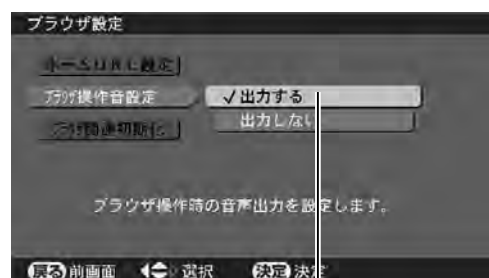 ブラウザ設定
ホームURL設定
ブラウザ操作音設定
✓出力する
出力しない
ブラウザ関連初期化
ブラウザ操作時の音声出力を設定します。
戻る 前画面 選択 決定 決定